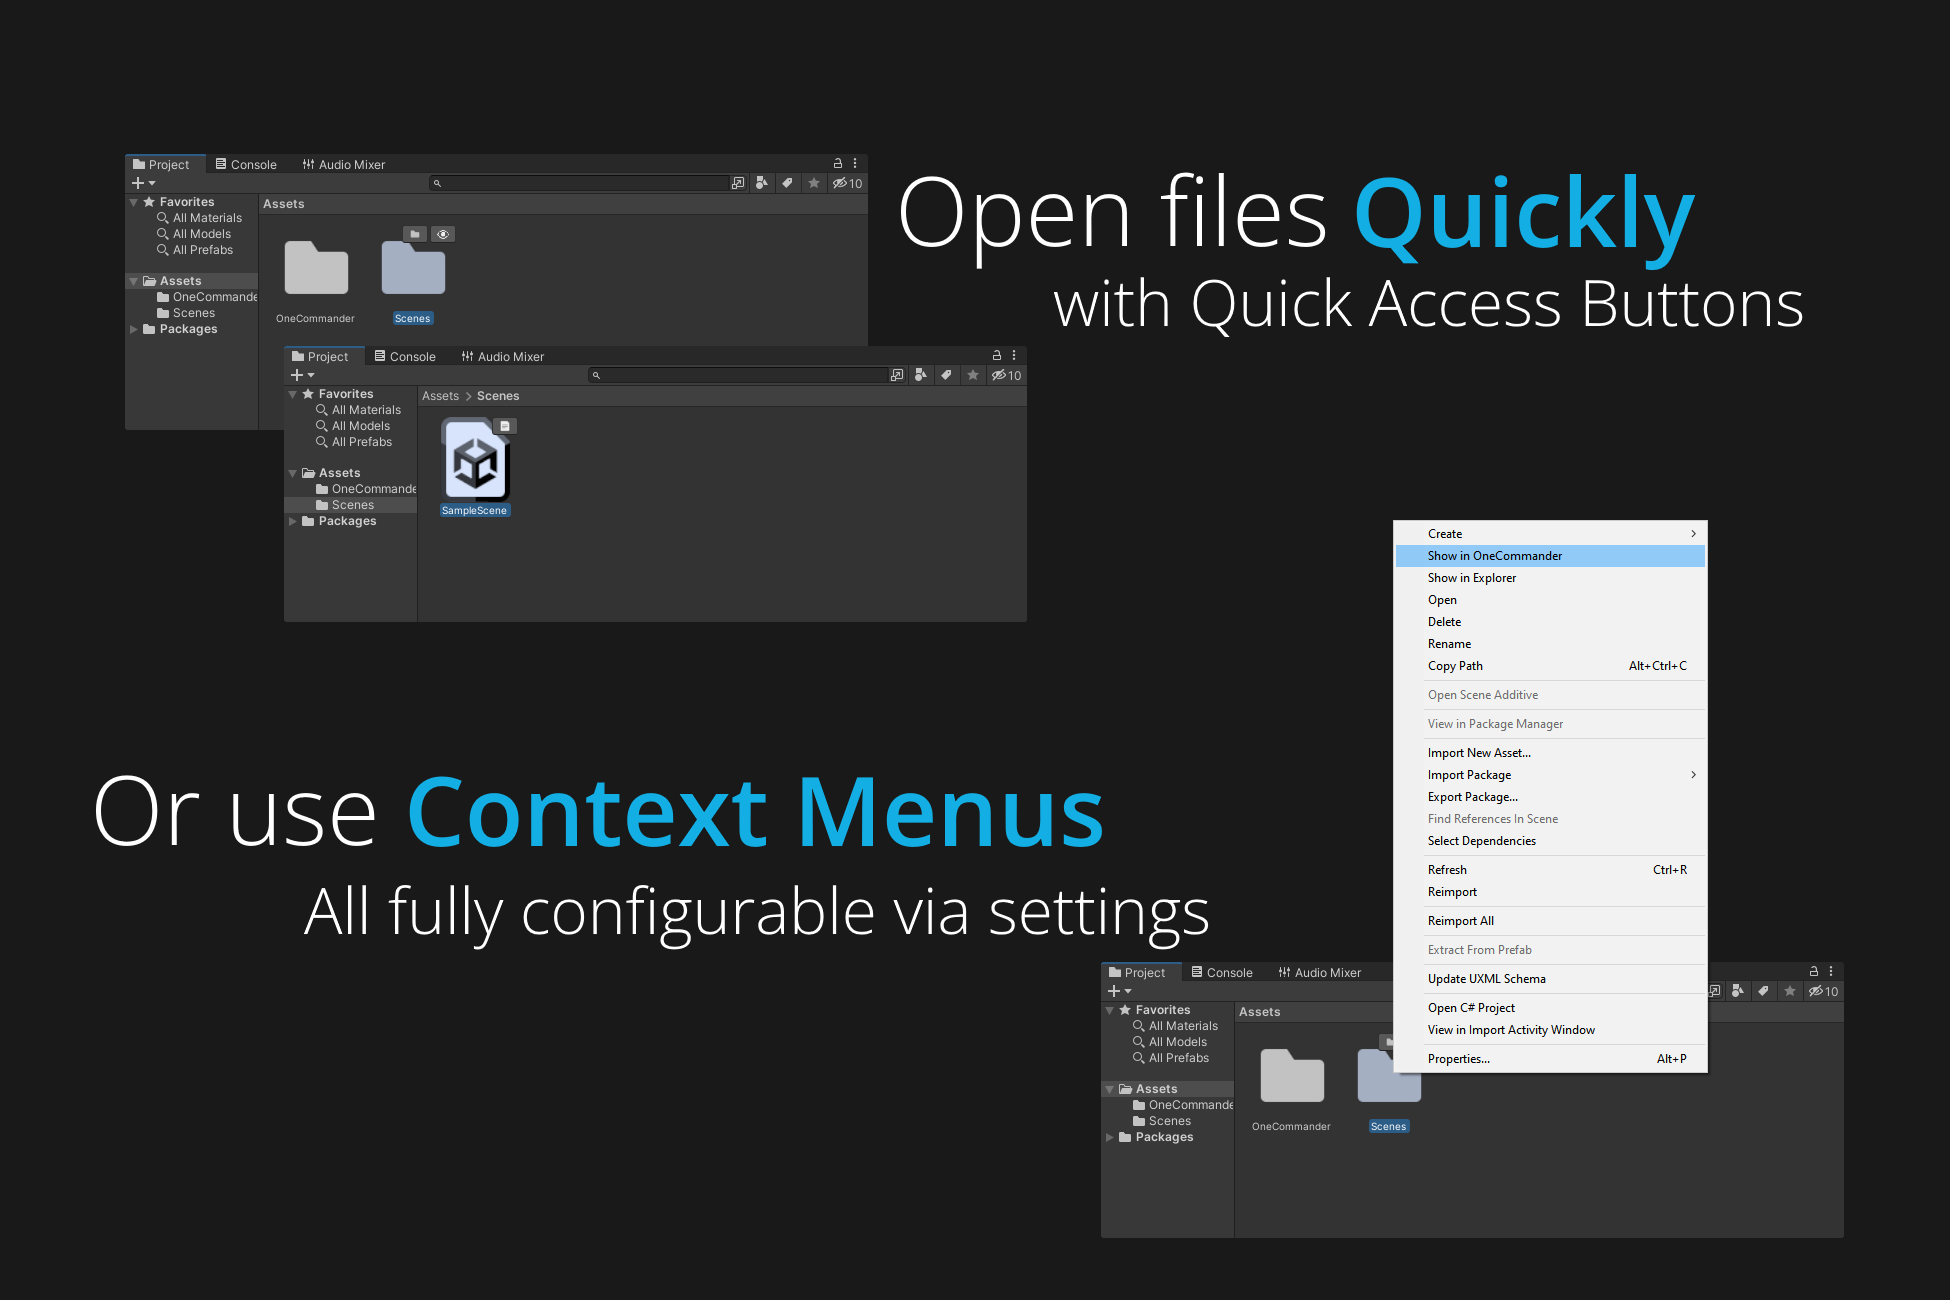 Project Console Audio Mixer
10
Favorites
All Materials
All Models
All Prefabs
Assets
OneCommande
Scenes
Packages
Assets
OneCommander
Scenes
Open files Quickly
with Quick Access Buttons
Project Console Audio Mixer
10
Favorites
All Materials
All Models
All Prefabs
Assets
OneCommande
Scenes
Packages
Assets > Scenes
SampleScene
Create
Show in OneCommander
Show in Explorer
Open
Delete
Rename
Copy Path Alt+Ctrl+C
Open Scene Additive
View in Package Manager
Import New Asset...
Import Package
Export Package...
Find References In Scene
Select Dependencies
Refresh Ctrl+R
Reimport
Reimport All
Extract From Prefab
Update UXML Schema
Open C# Project
View in Import Activity Window
Properties... Alt+P
Or use Context Menus
All fully configurable via settings
Project Console Audio Mixer
10
Favorites
All Materials
All Models
All Prefabs
Assets
OneCommande
Scenes
Packages
Assets
OneCommander
Scenes